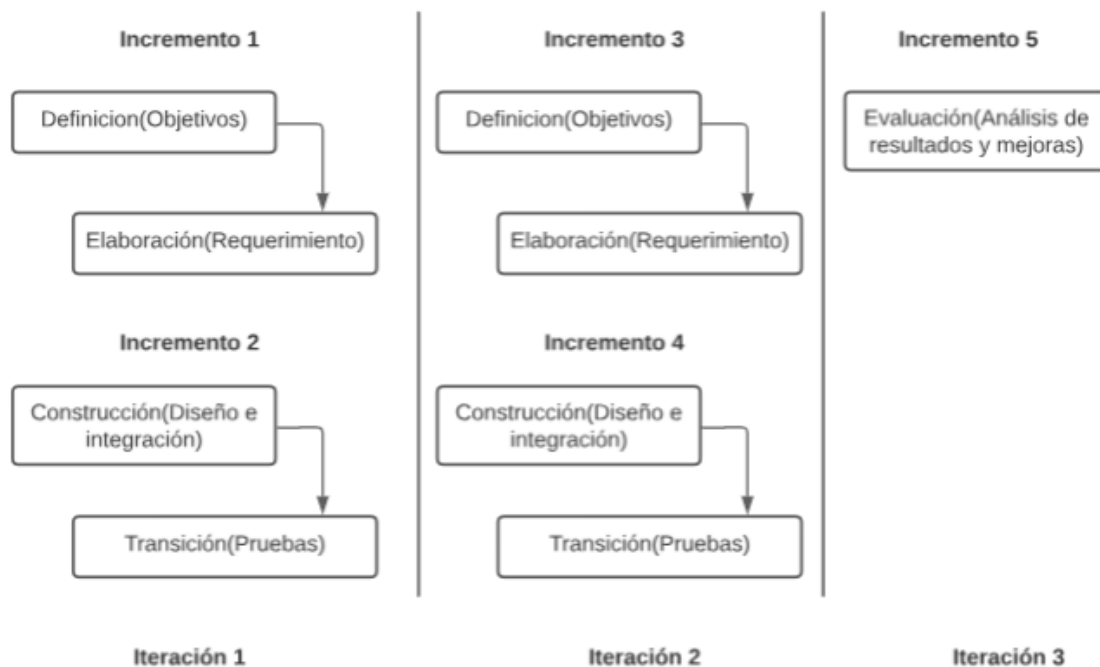 Incremento 1
Definicion(Objetivos)
Elaboración(Requerimiento)
Incremento 2
Construcción(Diseño e
integración)
Transición(Pruebas)
Iteración 1
Incremento 3
Definicion(Objetivos)
Elaboración(Requerimiento)
Incremento 4
Construcción(Diseño e
integración)
Transición(Pruebas)
Iteración 2
Incremento 5
Evaluación(Análisis de
resultados y mejoras)
Iteración 3